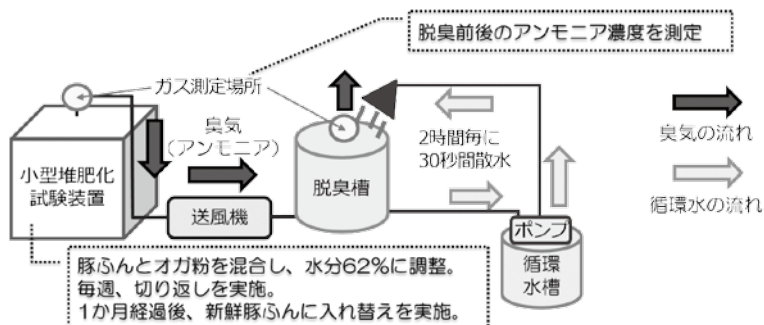 脱臭前後のアンモニア濃度を測定
ガス測定場所
臭気
(アンモニア)
2時間毎に
30秒間散水
臭気の流れ
小型堆肥化
試験装置
脱臭槽
循環水の流れ
送風機
ポンプ
循環
水槽
豚ふんとオガ粉を混合し、水分62%に調整。
毎週、切り返しを実施。
1か月経過後、新鮮豚ふんに入れ替えを実施。